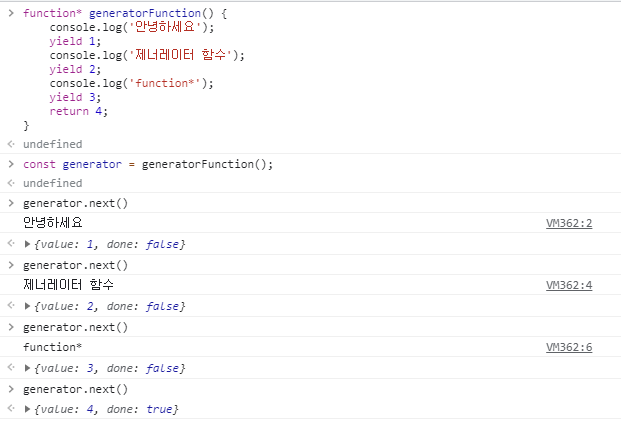 function* generatorFunction() {
    console.log('안녕하세요');
    yield 1;
    console.log('제너레이터 함수');
    yield 2;
    console.log('function*');
    yield 3;
    return 4;
}
undefined
const generator = generatorFunction();
undefined
generator.next()
안녕하세요 VM362:2
{value: 1, done: false}
generator.next()
제너레이터 함수 VM362:4
{value: 2, done: false}
generator.next()
function* VM362:6
{value: 3, done: false}
generator.next()
{value: 4, done: true}